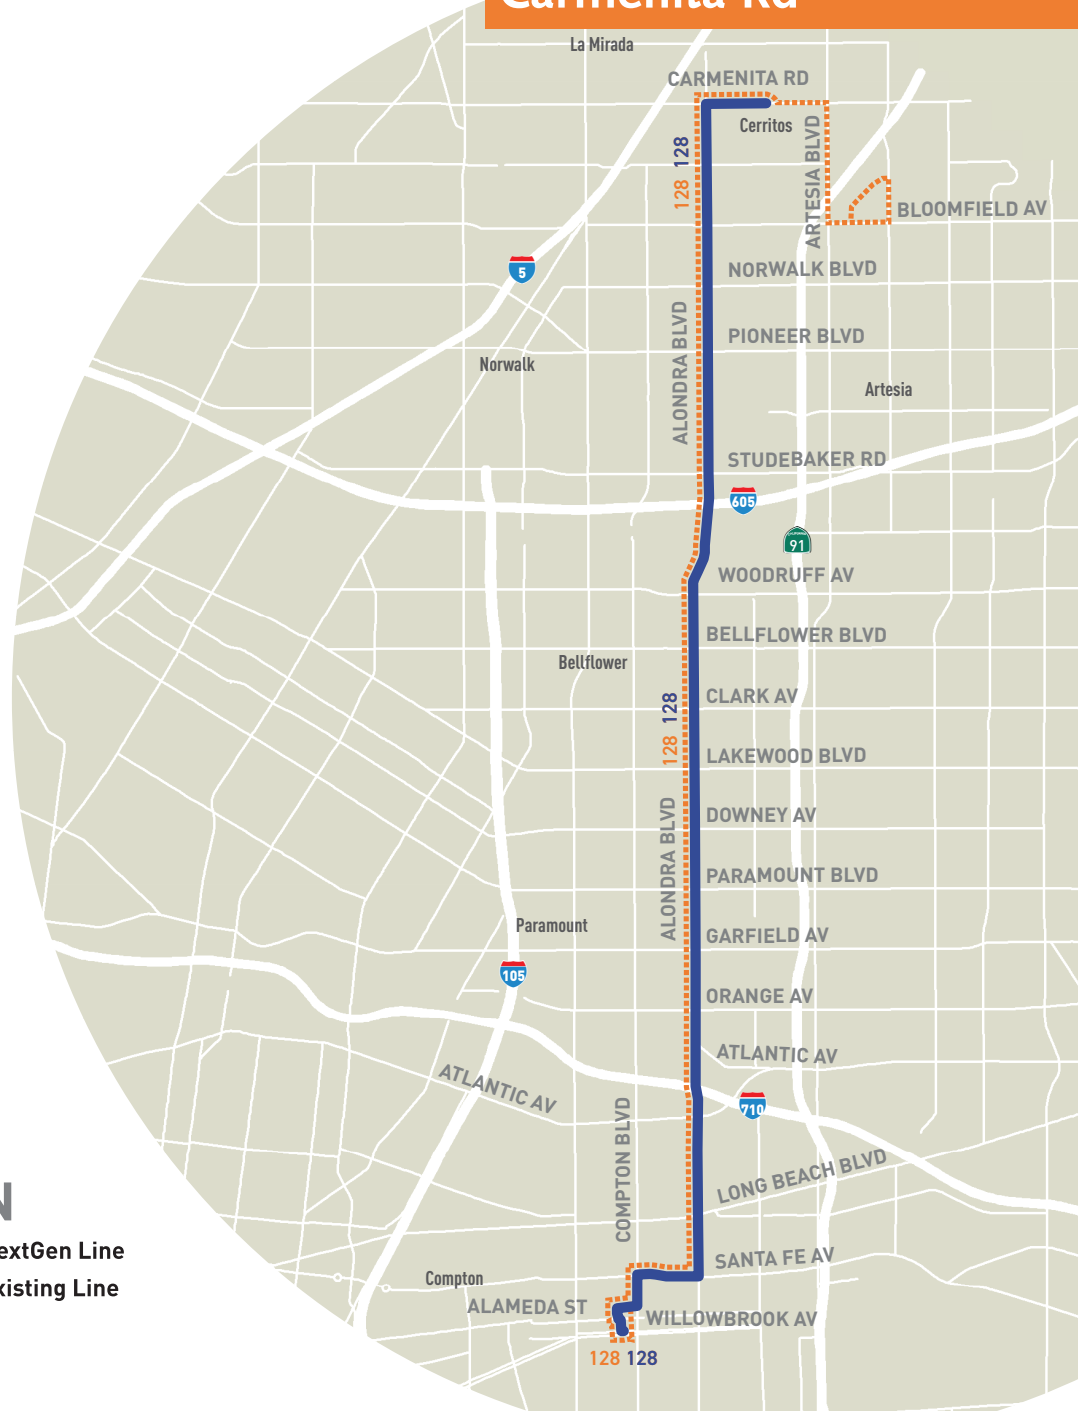 Carmenita Rd
La Mirada
CARMENITA RD
Cerritos
128
128
ARTESIA BLVD
BLOOMFIELD AV
5
NORWALK BLVD
ALONDRA BLVD
PIONEER BLVD
Norwalk
Artesia
STUDEBAKER RD
605
91
WOODRUFF AV
BELLFLOWER BLVD
Bellflower
CLARK AV
128
128
LAKEWOOD BLVD
DOWNEY AV
ALONDRA BLVD
PARAMOUNT BLVD
Paramount
GARFIELD AV
105
ORANGE AV
ATLANTIC AV
ATLANTIC AV
710
COMPTON BLVD
LONG BEACH BLVD
N
extGen Line
SANTA FE AV
xisting Line
Compton
ALAMEDA ST
WILLOWBROOK AV
128 128